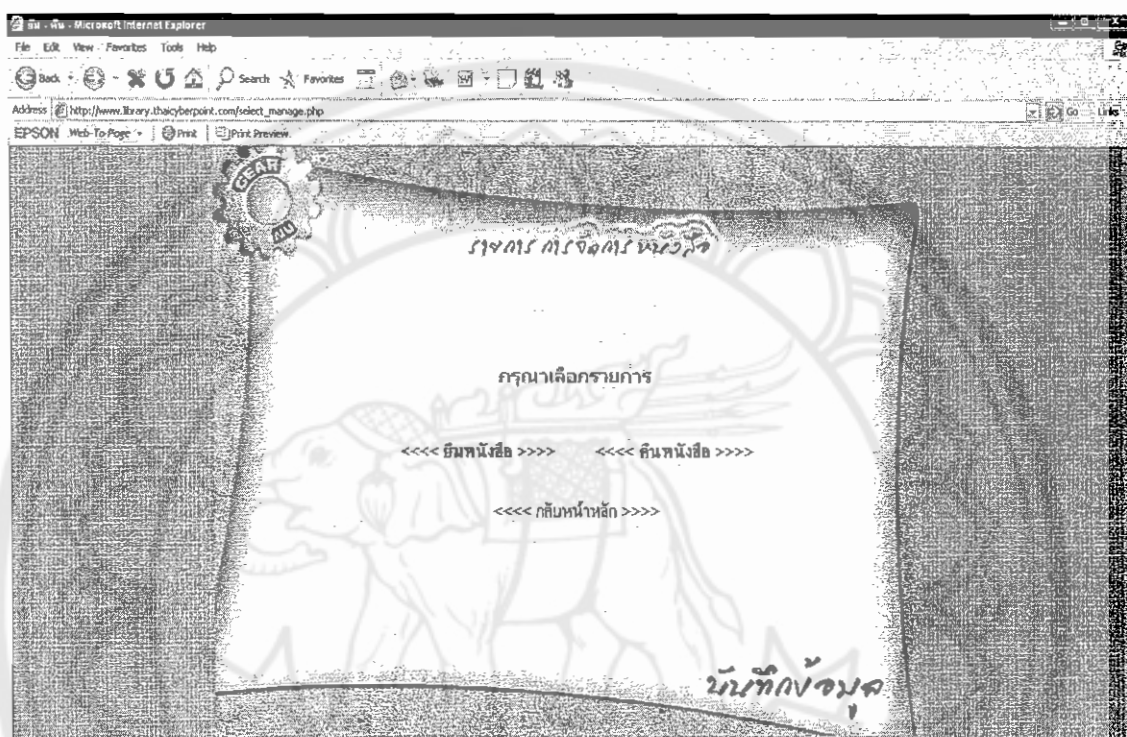 ยืม - คืน - Microsoft Internet Explorer
File Edit View Favorites Tools Help
Back Search Favorites
Address http://www.library.thaicyberpoint.com/select_manage.php Go Links
EPSON Web-To-Page Print Print Preview
GEAR
รายการ การจัดการ หนังสือ
กรุณาเลือกรายการ
<<<< ยืมหนังสือ >>>> <<<< คืนหนังสือ >>>>
<<<< กลับหน้าหลัก >>>>
บันทึกข้อมูล